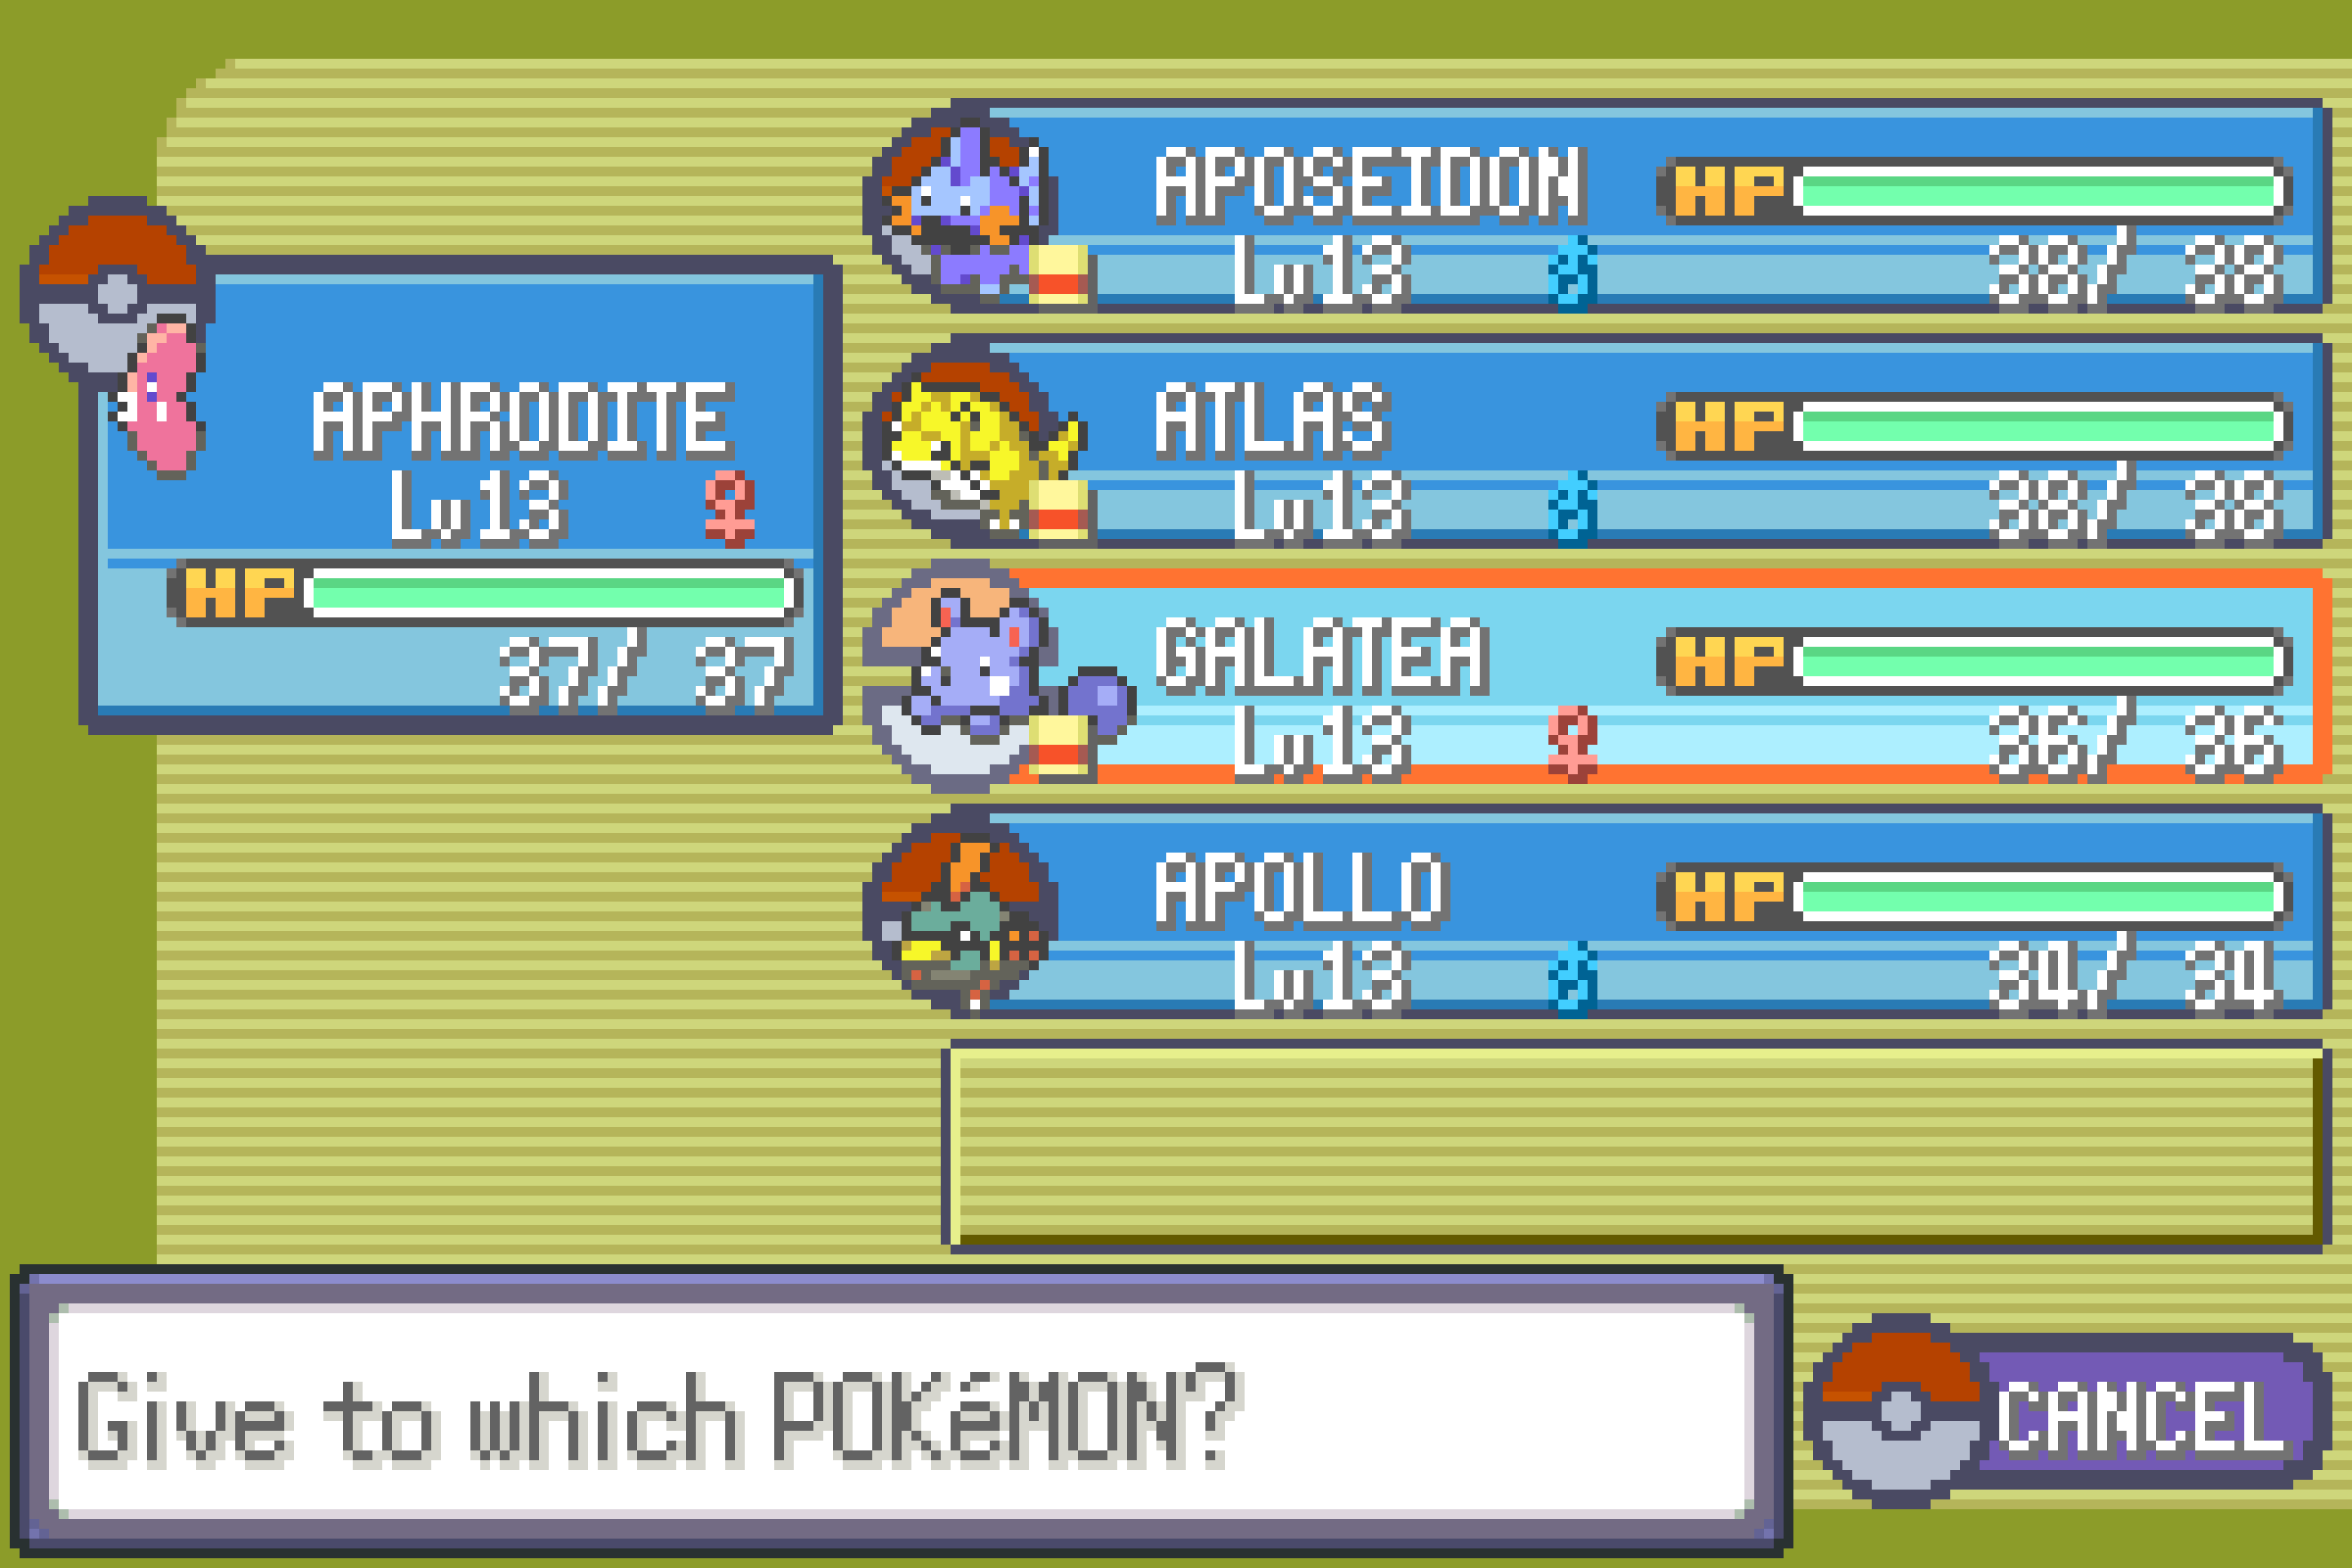 APHRODITE
Lv13 ♀
HP
37/ 37
APOSEIDON HP
Lv13 ♂ 38/ 38
ATLAS HP
Lv13 ♂ 38/ 38
GALATEA HP
Lv13 ♀ 36/ 36
APOLLO HP
Lv13 ♂ 34/ 34
Give to which POKéMON?
CANCEL